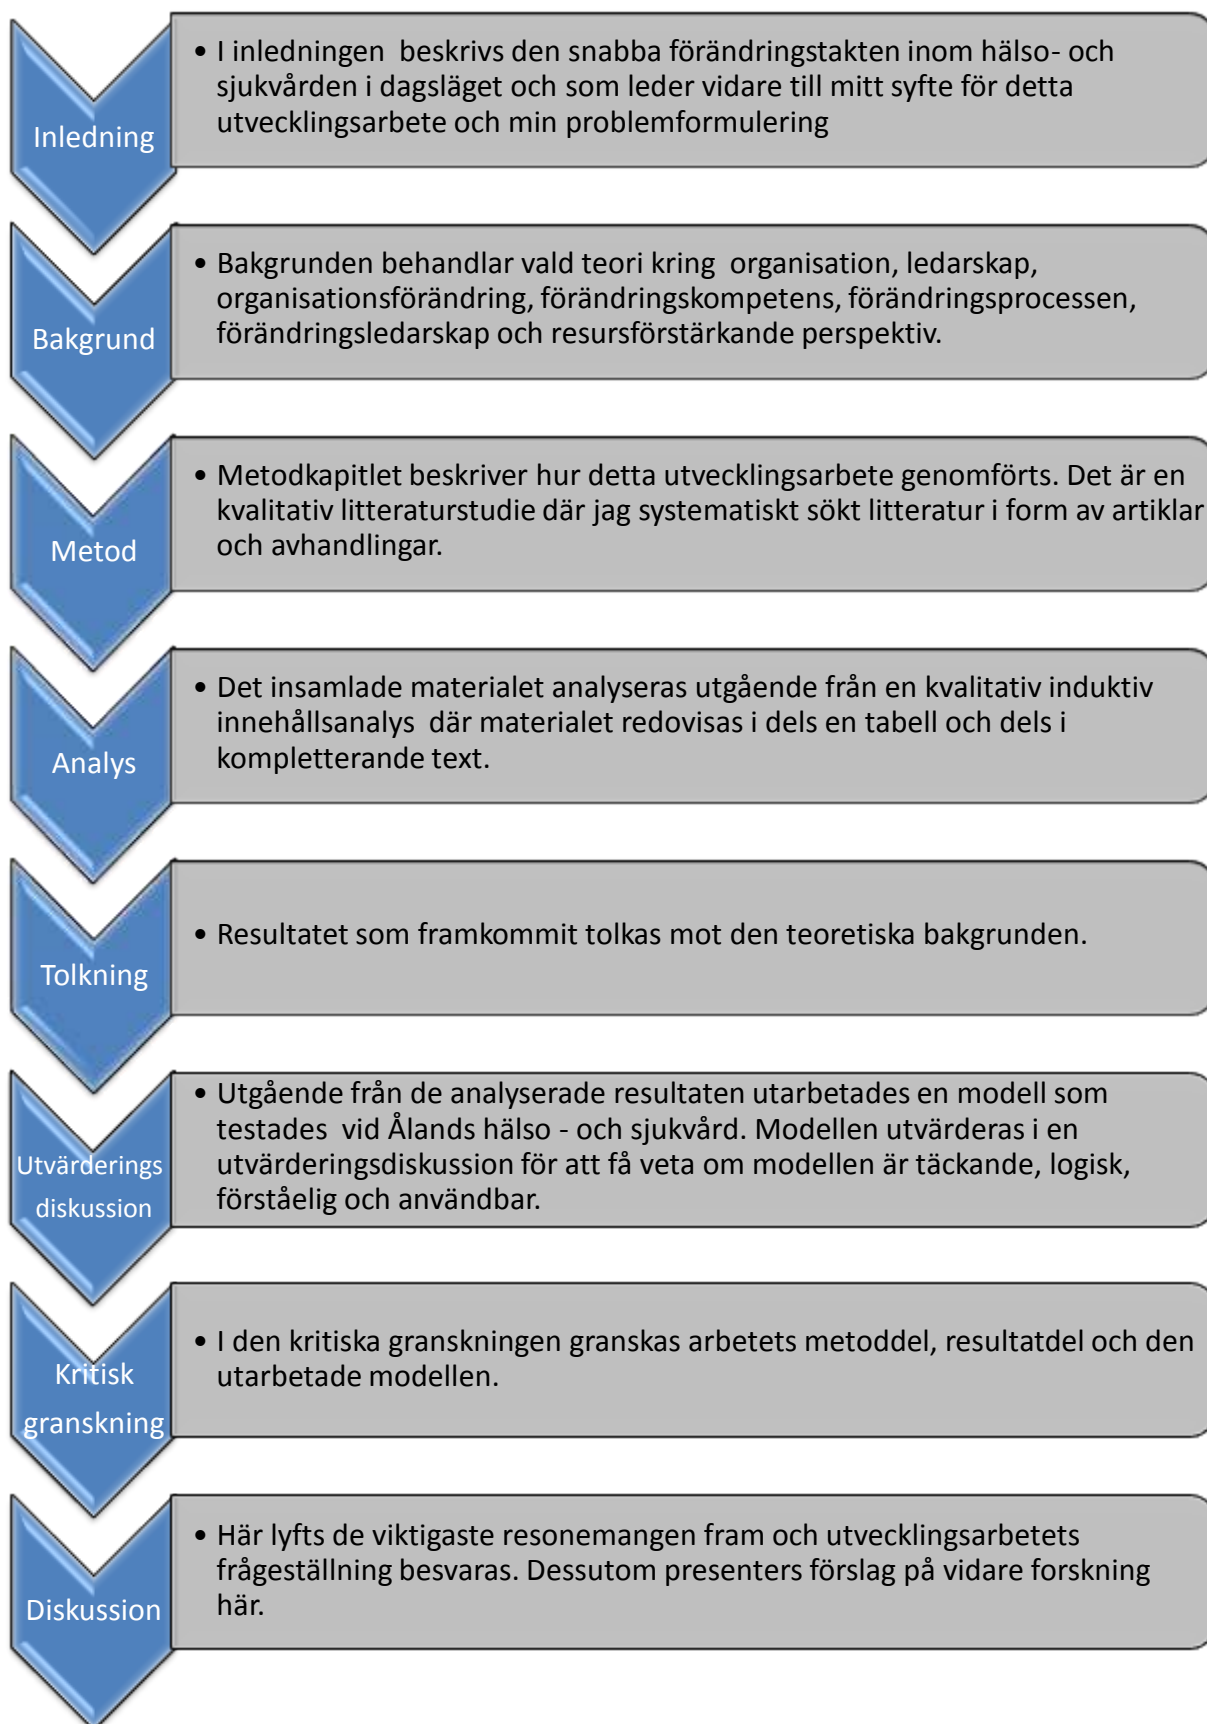 Inledning
• I inledningen beskrivs den snabba förändringstakten inom hälso- och
sjukvården i dagsläget och som leder vidare till mitt syfte för detta
utvecklingsarbete och min problemformulering
Bakgrund
• Bakgrunden behandlar vald teori kring organisation, ledarskap,
organisationsförändring, förändringskompetens, förändringsprocessen,
förändringsledarskap och resursförstärkande perspektiv.
Metod
• Metodkapitlet beskriver hur detta utvecklingsarbete genomförts. Det är en
kvalitativ litteraturstudie där jag systematiskt sökt litteratur i form av artiklar
och avhandlingar.
Analys
• Det insamlade materialet analyseras utgående från en kvalitativ induktiv
innehållsanalys där materialet redovisas i dels en tabell och dels i
kompletterande text.
Tolkning
• Resultatet som framkommit tolkas mot den teoretiska bakgrunden.
Utvärderings
diskussion
• Utgående från de analyserade resultaten utarbetades en modell som
testades vid Ålands hälso - och sjukvård. Modellen utvärderas i en
utvärderingsdiskussion för att få veta om modellen är täckande, logisk,
förståelig och användbar.
Kritisk
granskning
• I den kritiska granskningen granskas arbetets metoddel, resultatdel och den
utarbetade modellen.
Diskussion
• Här lyfts de viktigaste resonemangen fram och utvecklingsarbetets
frågeställning besvaras. Dessutom presenters förslag på vidare forskning
här.